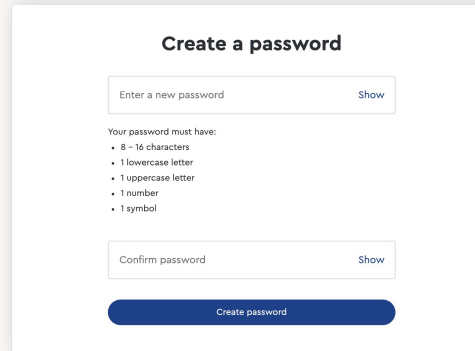 Create a password
Enter a new password Show
Your password must have:
• 8 – 16 characters
• 1 lowercase letter
• 1 uppercase letter
• 1 number
• 1 symbol
Confirm password Show
Create password